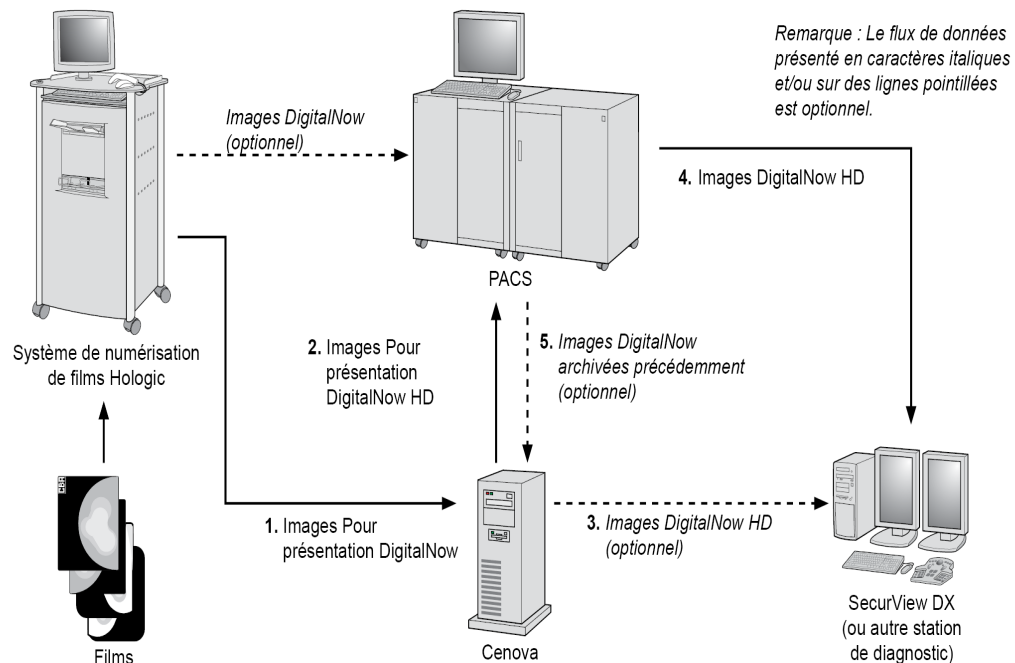 Remarque : Le flux de données
présenté en caractères italiques
et/ou sur des lignes pointillées
est optionnel.
Images DigitalNow
(optionnel)
4. Images DigitalNow HD
PACS
Système de numérisation
de films Hologic
2. Images Pour
présentation
DigitalNow HD
5. Images DigitalNow
archivées précédemment
(optionnel)
1. Images Pour
présentation DigitalNow
3. Images DigitalNow HD
(optionnel)
Films
Cenova
SecurView DX
(ou autre station
de diagnostic)